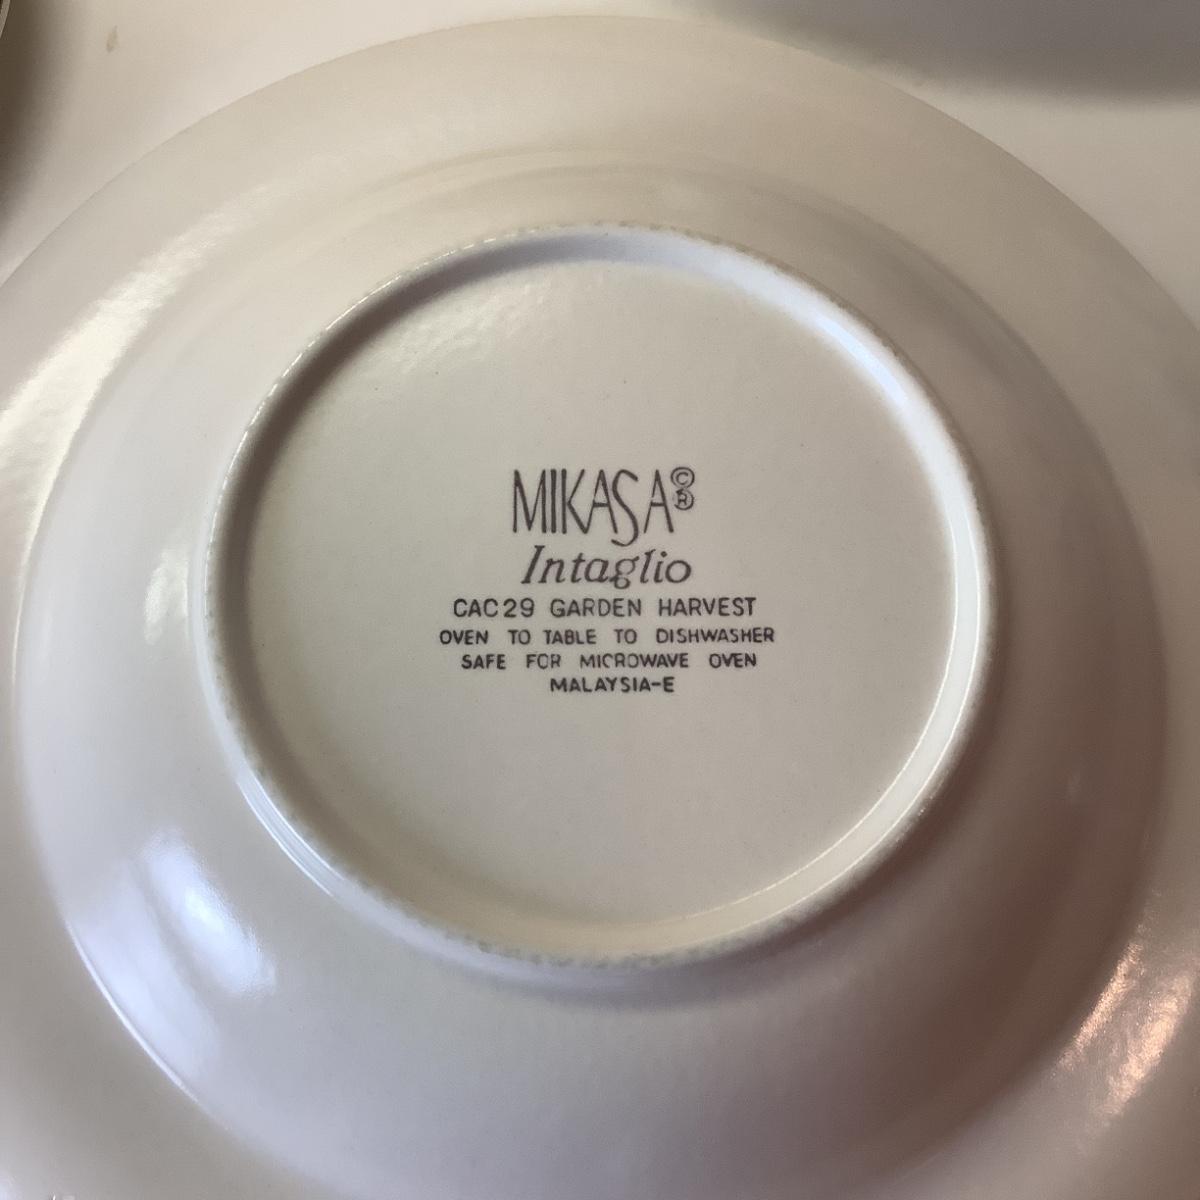 MIKASA©®
Intaglio
CAC29 GARDEN HARVEST
OVEN TO TABLE TO DISHWASHER
SAFE FOR MICROWAVE OVEN
MALAYSIA-E